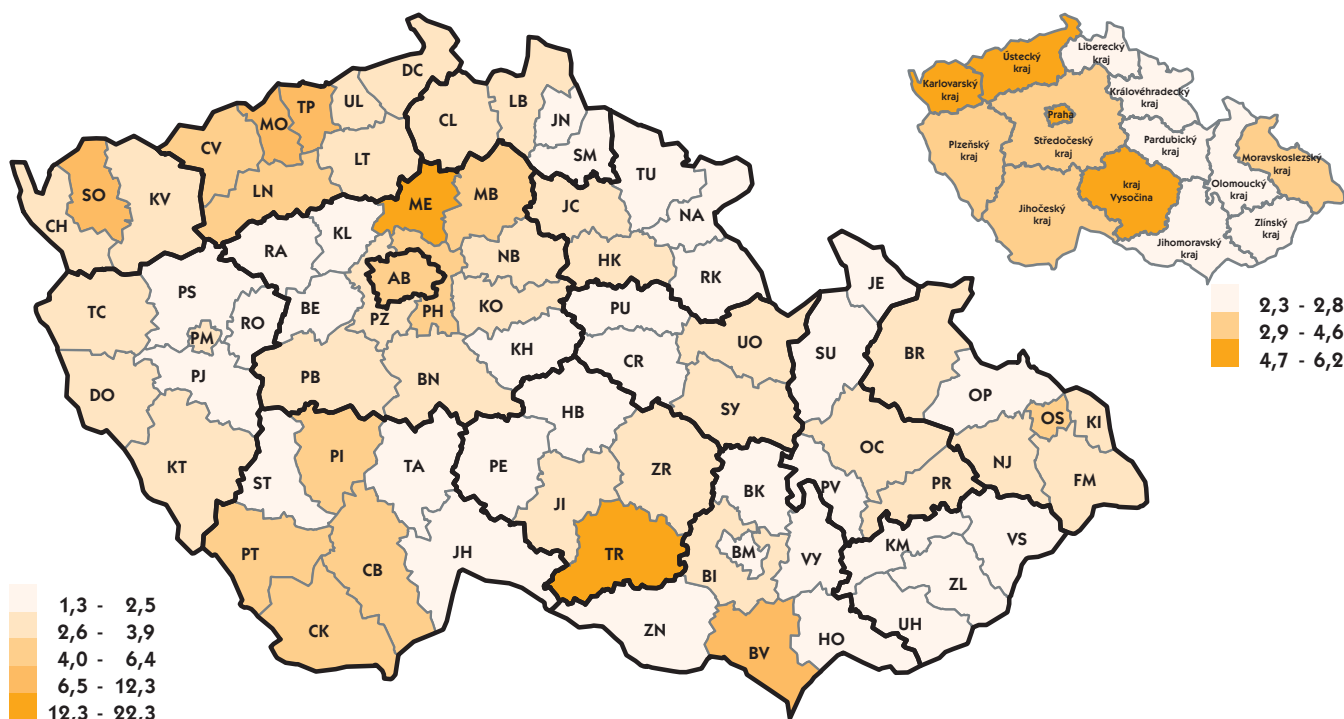 DC
UL
TP
MO
CV
LT
LN
CL
LB
JN
SM
TU
NA
RK
SO
KV
CH
ME
MB
JC
HK
KL
RA
NB
AB
PH
PZ
KO
BE
PS
RO
PM
PJ
TC
DO
KT
PB
BN
KH
PU
CR
UO
SY
SU
JE
BR
OP
OS
KI
NJ
FM
OC
PR
PV
HB
PE
ZR
JI
TR
ST
PI
TA
PT
CK
CB
JH
BK
BM
BI
VY
ZN
BV
HO
KM
VS
ZL
UH
Liberecký
kraj
Ústecký
kraj
Karlovarský
kraj
Královéhradecký
kraj
Praha
Středočeský
kraj
Plzeňský
kraj
Pardubický
kraj
Moravskoslezský
kraj
kraj
Vysočina
Olomoucký
kraj
Jihočeský
kraj
Zlínský
kraj
Jihomoravský
kraj
2,3 - 2,8
2,9 - 4,6
4,7 - 6,2
1,3 - 2,5
2,6 - 3,9
4,0 - 6,4
6,5 - 12,3
12,3 - 22,3